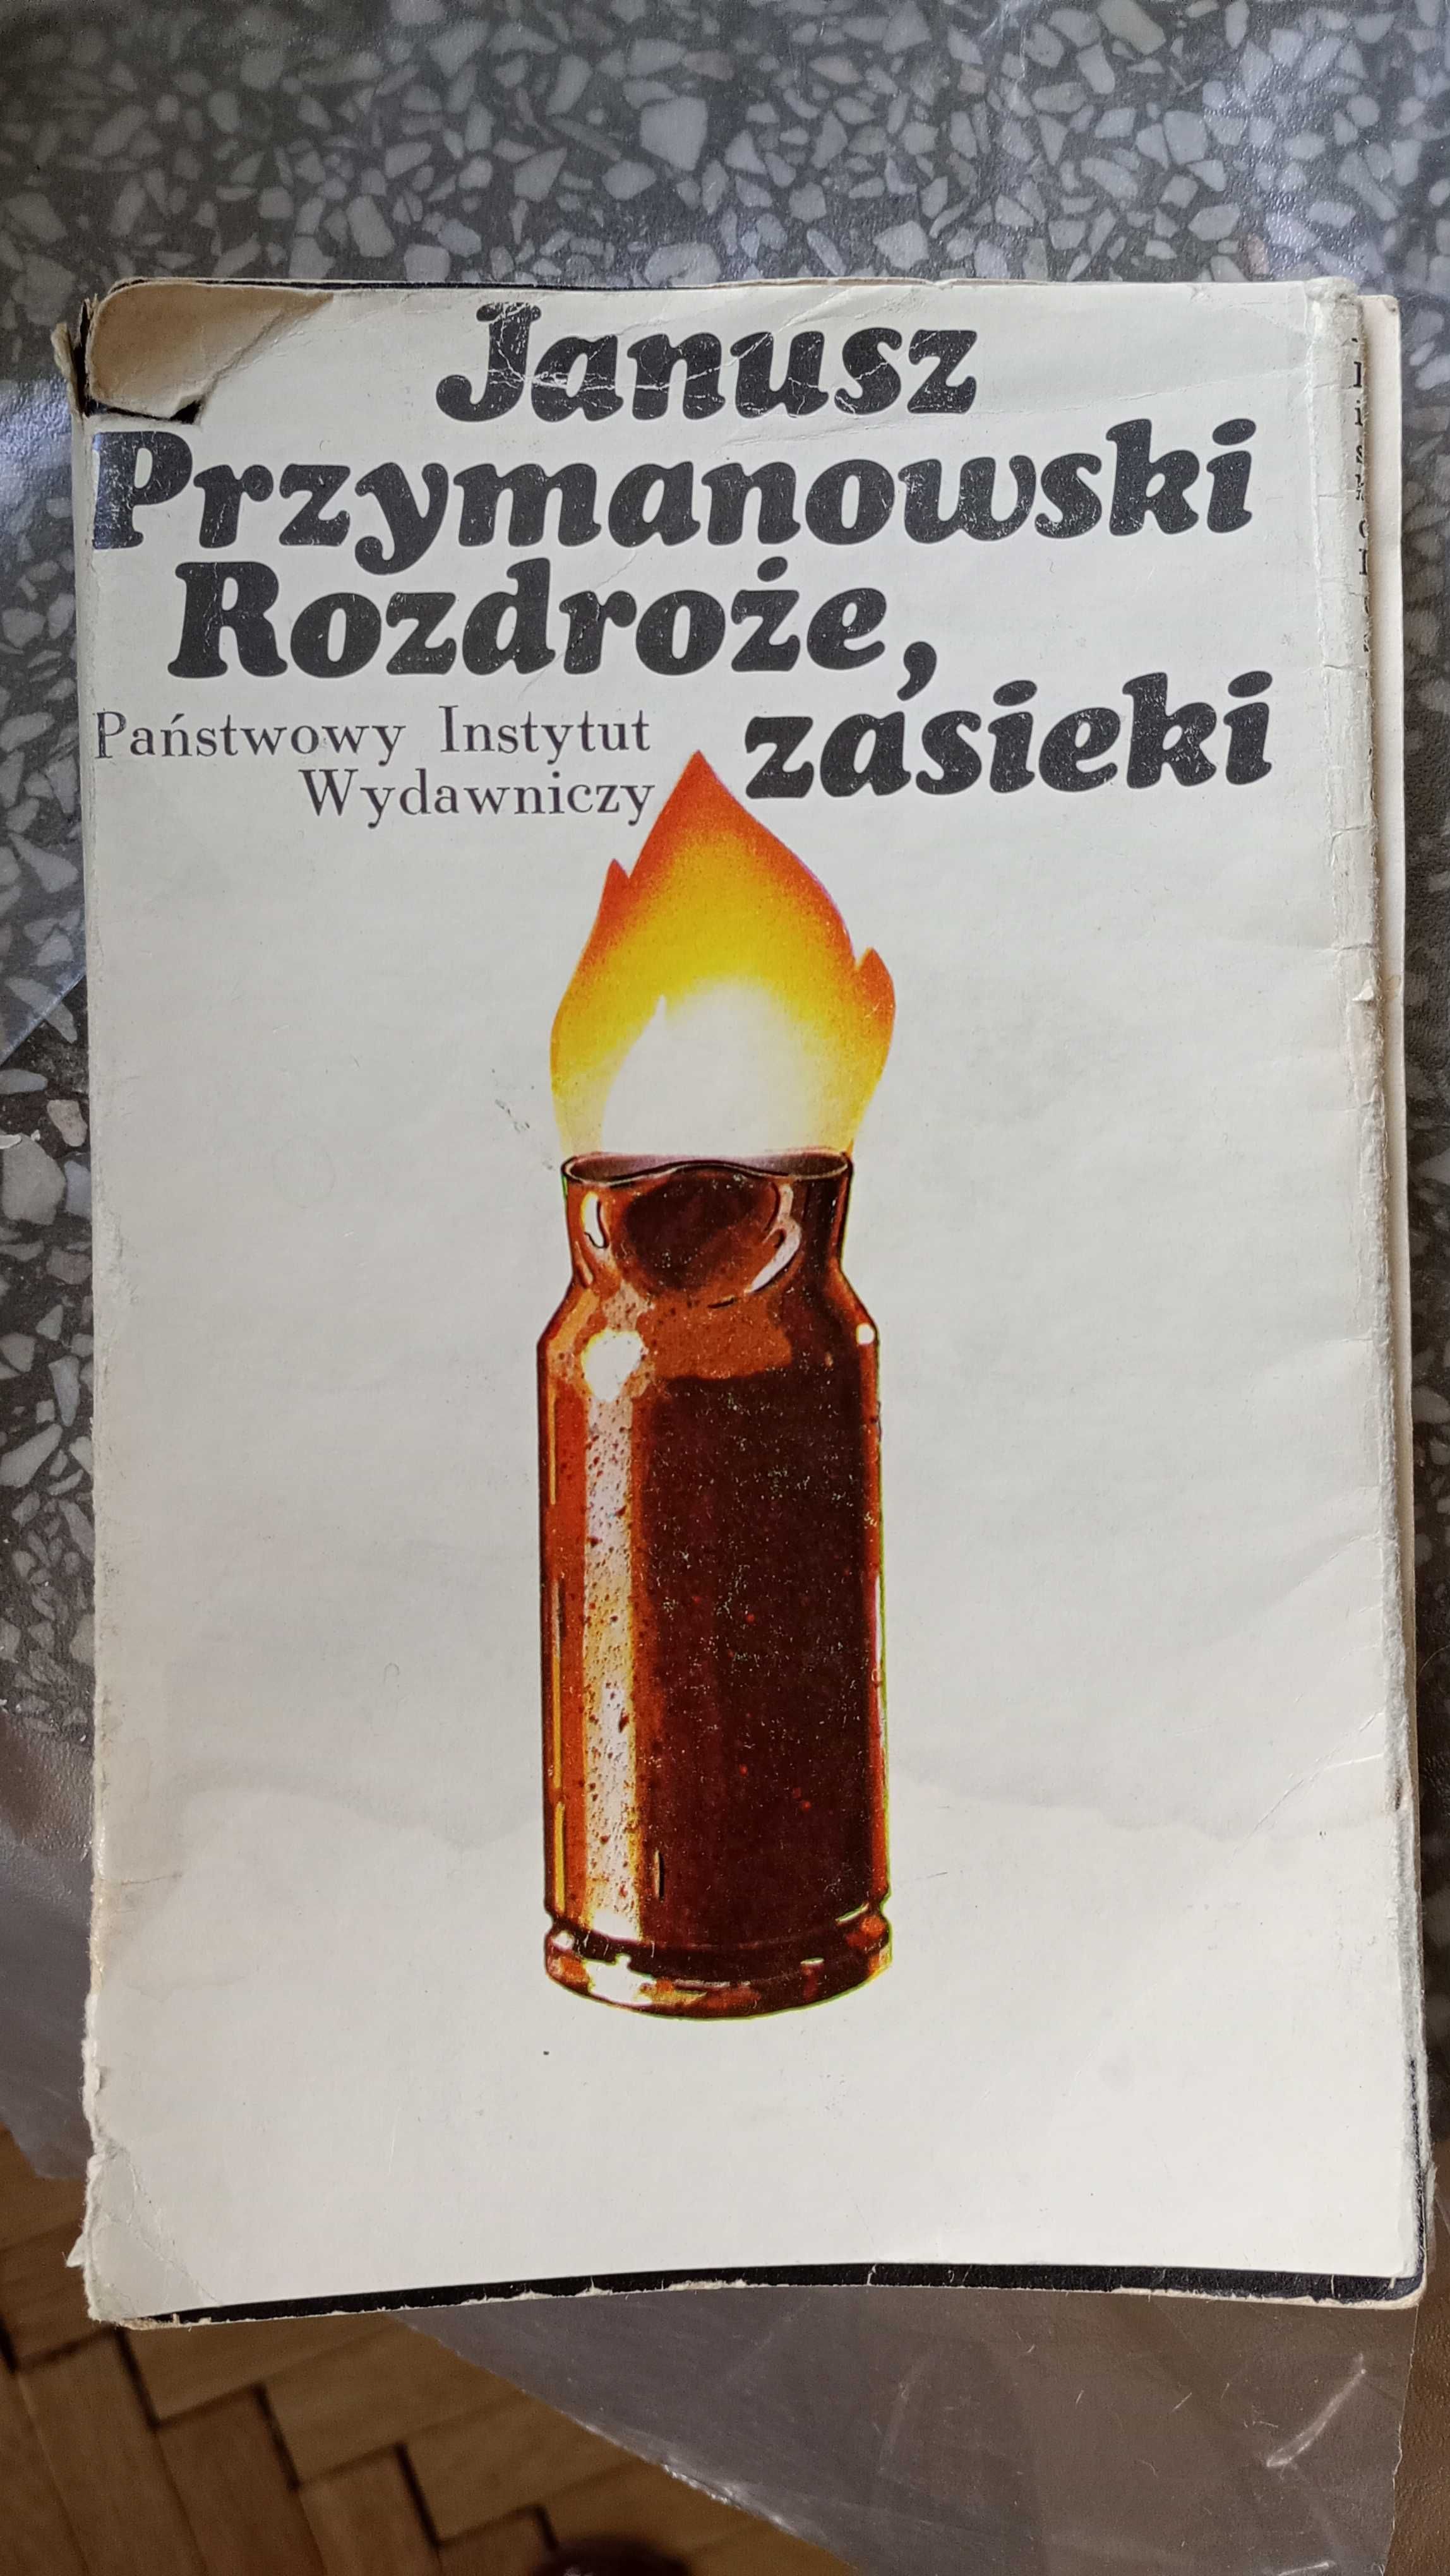 Janusz
Przymanowski
Rozdroże,
zasieki
Państwowy Instytut
Wydawniczy